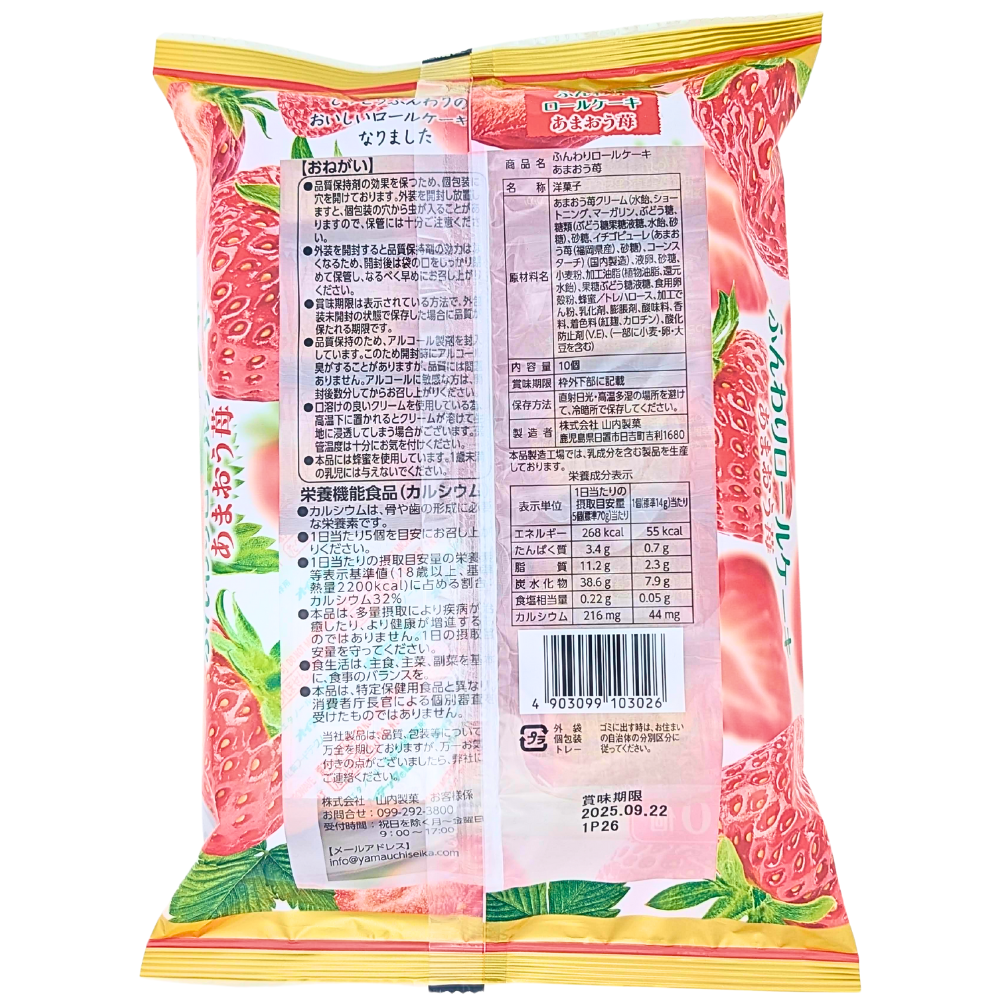 しっとりふんわりの
おいしいロールケーキ
なりました
ふんわり
ロールケーキ
あまおう苺
【おねがい】
●品質保持剤の効果を保つため、個包装に
穴を開けております。外装を開封し放置し
ますと、個包装の穴から虫が入ることがあ
りますので、保管には十分ご注意くださ
い。
●外装を開封すると品質保持剤の効力は
くなるため、開封後は袋の口をしっかり
めて保管し、なるべく早めにお召し上がり
ください。
●賞味期限は表示されている方法で、外
装未開封の状態で保存した場合に品質が
保たれる期限です。
●品質保持のため、アルコール製剤を封入
しています。このため開封時にアルコール
臭がすることがありますが、品質には問
ありません。アルコールに敏感な方は、
封後数分してからお召し上がりください。
●口溶けの良いクリームを使用している
高温下に置かれるとクリームが溶けて
地に浸透してしまう場合がございます。
管温度は十分にお気を付けください。
●本品には蜂蜜を使用しています。1歳未
の乳児には与えないでください。
栄養機能食品(カルシウム
●カルシウムは、骨や歯の形成に必
な栄養素です。
●1日当たり5個を目安にお召し上
りください。
●1日当たりの摂取目安量の栄養
等表示基準値(18歳以上、基
熱量2200kcal)に占める割合
カルシウム32%
●本品は、多量摂取により疾病が
癒したり、より健康が増進する
のではありません。1日の摂取
安量を守ってください。
●食生活は、主食、主菜、副菜を基
に、食事のバランスを。
●本品は、特定保健用食品と異な
消費者庁長官による個別審査
受けたものではありません。
当社製品は、品質、包装等について
万全を期しておりますが、万一お気
付きの点がございましたら、弊社に
ご連絡ください。
株式会社 山内製菓 お客様係
お問合せ：099-292-3800
受付時間：祝日を除く月～金曜日
9：00～17：00
【メールアドレス】
info@yamauchiseika.com
商品名 ふんわりロールケーキ
あまおう苺
名 称 洋菓子
原材料名 あまおう苺クリーム(水飴、ショー
トニング、マーガリン、ぶどう糖、
糖類(ぶどう糖果糖液糖、水飴、砂
糖)、砂糖、イチゴピューレ(あまお
う苺(福岡県産)、砂糖)、コーンス
ターチ)(国内製造)、液卵、砂糖、
小麦粉、加工油脂(植物油脂、還元
水飴)、果糖ぶどう糖液糖、食用卵
殻粉、蜂蜜／トレハロース、加工で
ん粉、乳化剤、膨脹剤、酸味料、香
料、着色料(紅麹、カロチン)、酸化
防止剤(V.E)、(一部に小麦・卵・大
豆を含む)
内容量 10個
賞味期限 枠外下部に記載
保存方法 直射日光・高温多湿の場所を避け
て、冷暗所で保存してください。
製造者 株式会社 山内製菓
鹿児島県日置市日吉町吉利1680
本品製造工場では、乳成分を含む製品を生産
しております。
栄養成分表示
表示単位 1日当たりの摂取目安量5個(標準70g)当たり 1個(標準14g)当たり
エネルギー 268 kcal 55 kcal
たんぱく質 3.4 g 0.7 g
脂質 11.2 g 2.3 g
炭水化物 38.6 g 7.9 g
食塩相当量 0.22 g 0.05 g
カルシウム 216 mg 44 mg
4 903099 103026
プラ
外 袋
個包装
トレー
ゴミに出す時は、お住まい
の自治体の分別区分に
従ってください。
賞味期限
2025.09.22
1P26
あまおう苺
ふんわりロールケーキ
あまおう苺